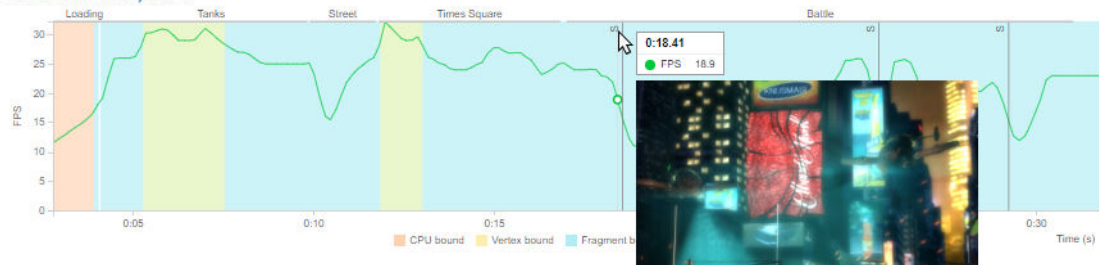 Loading Tanks Street Times Square Battle
30
25
20
15
10
5
0
FPS
S
S
S
0:18.41
FPS 18.9
KNUSMAS
0:05 0:10 0:15 0:30
CPU bound Vertex bound Fragment b
Time (s)